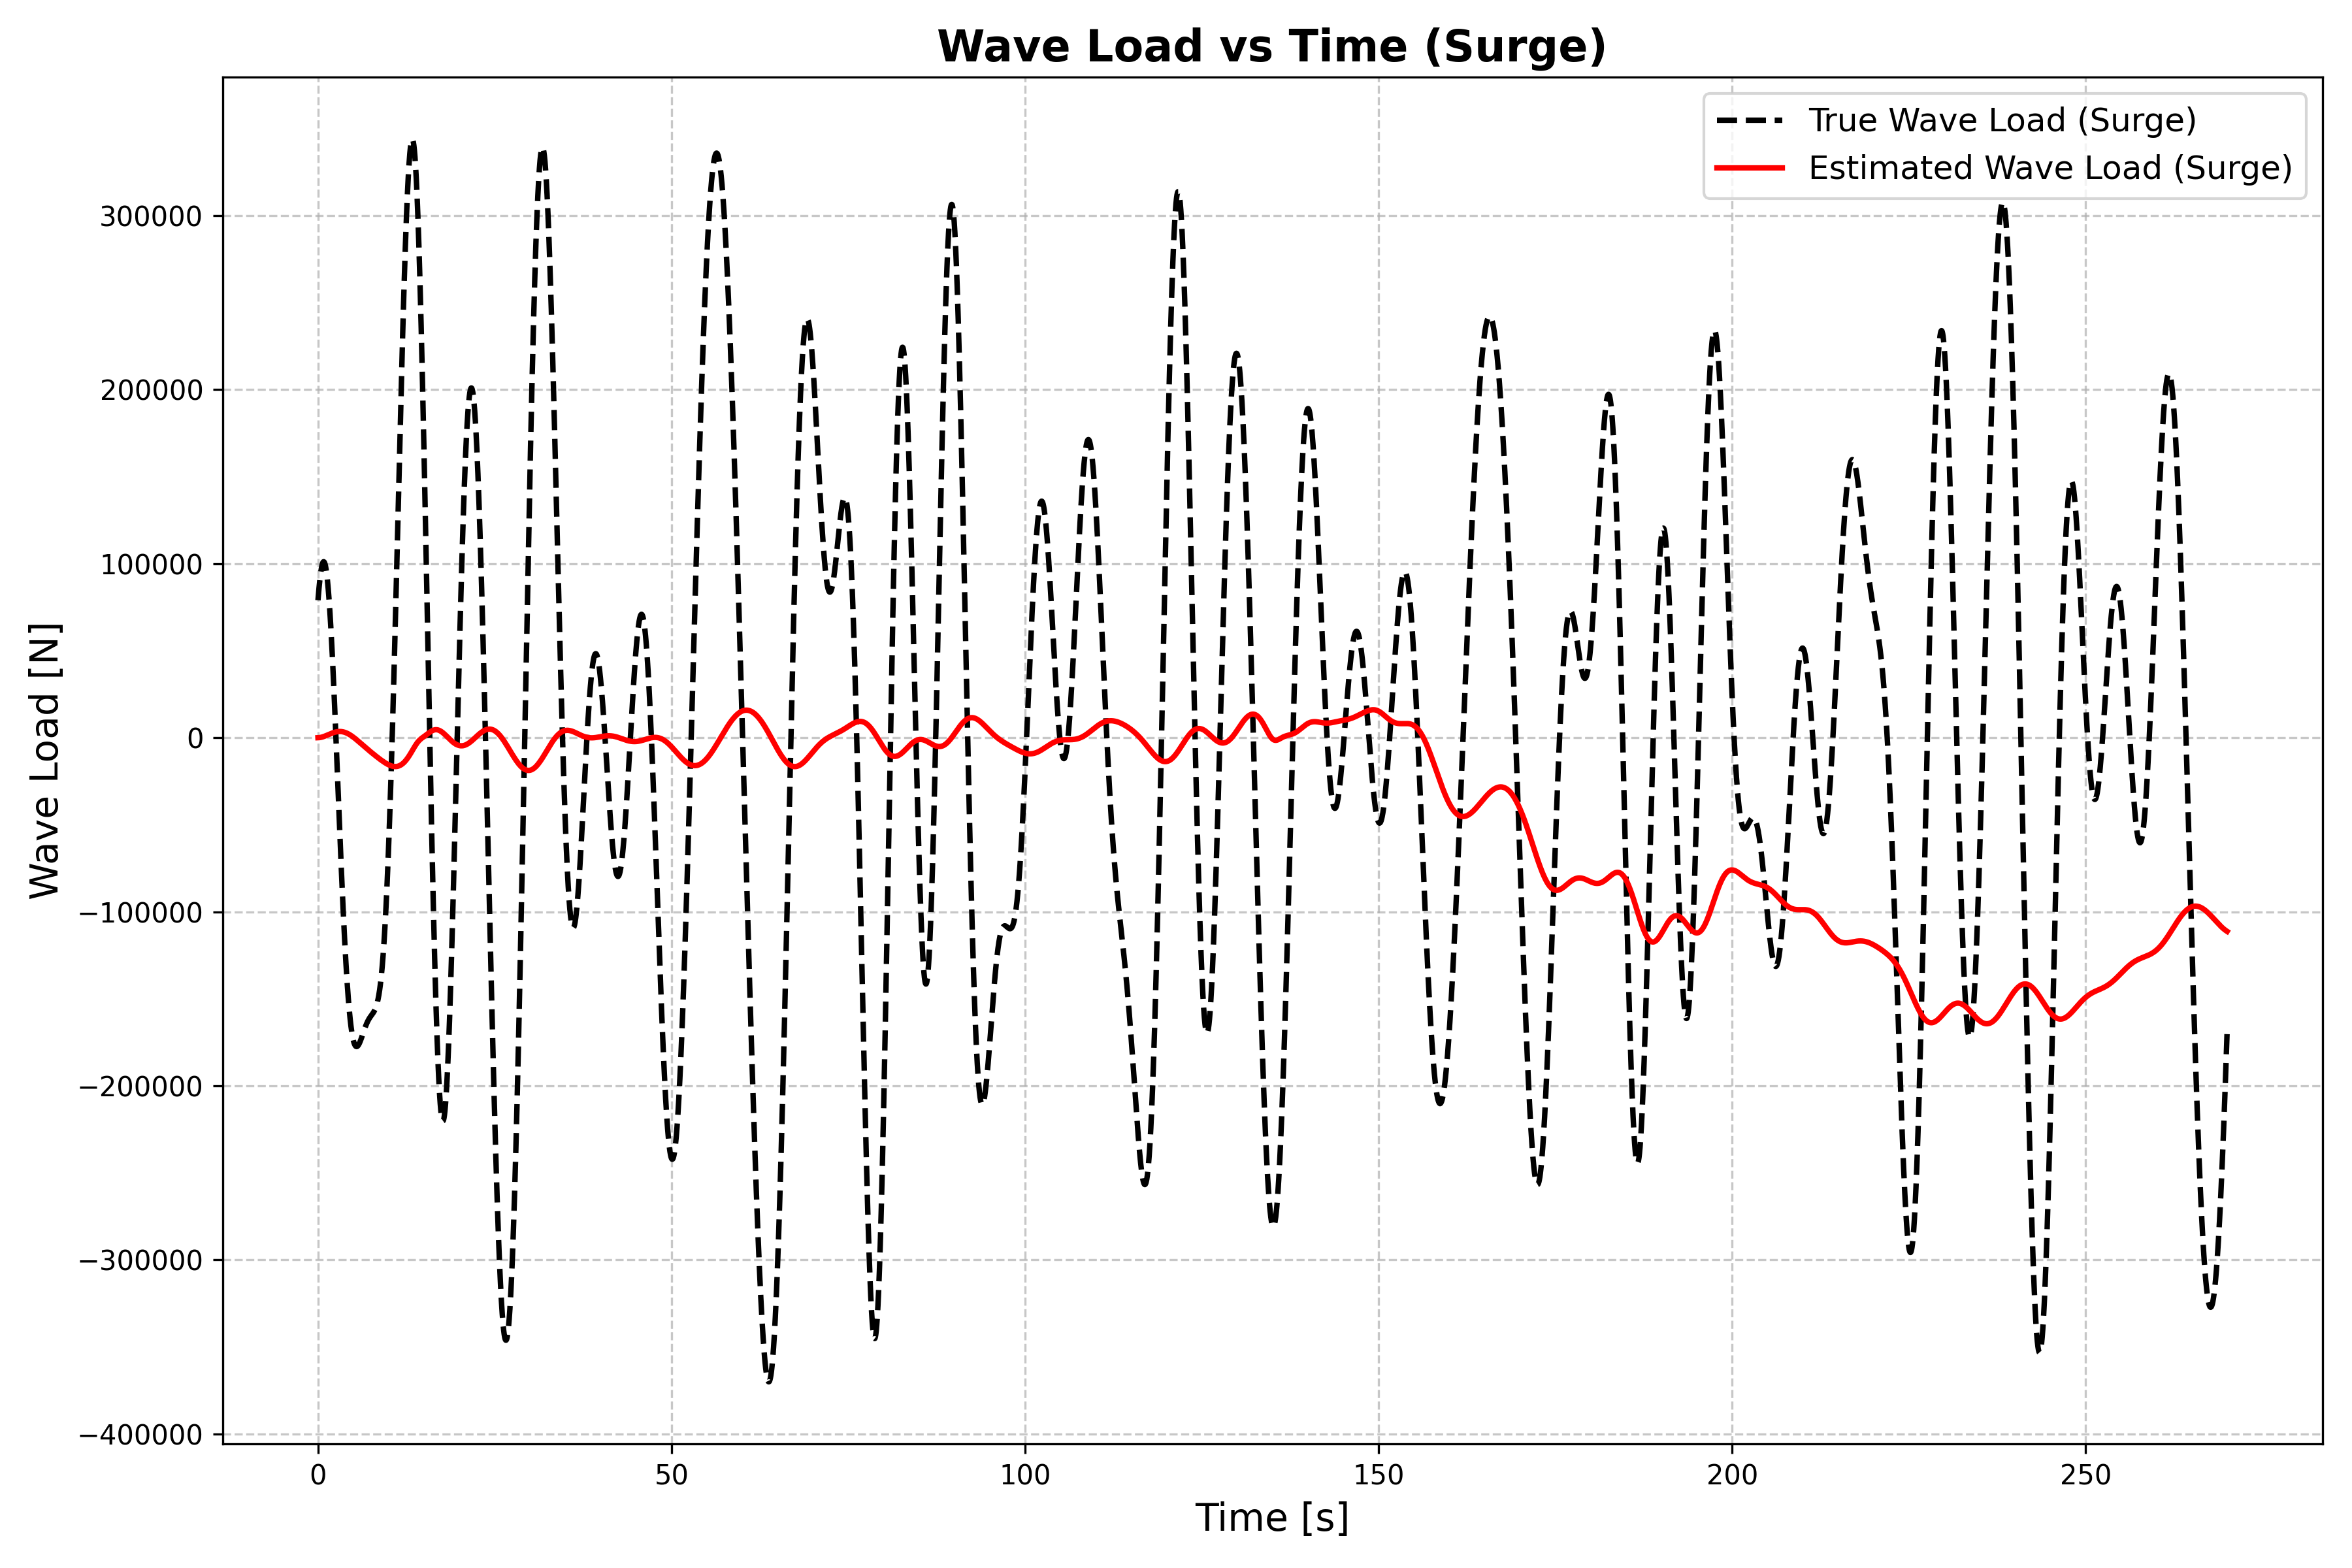 Wave Load vs Time (Surge)
True Wave Load (Surge)
Estimated Wave Load (Surge)
Wave Load [N]
300000
200000
100000
0
−100000
−200000
−300000
−400000
0 50 100 150 200 250
Time [s]